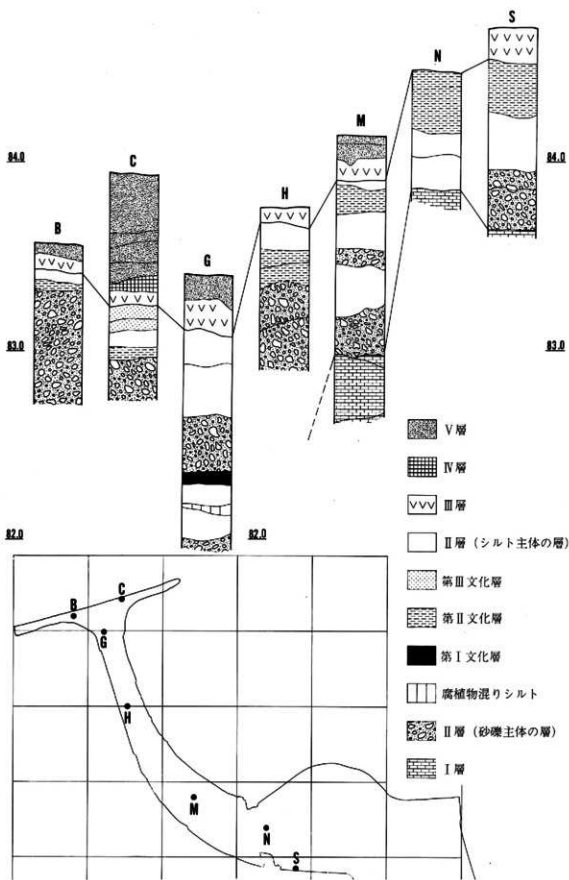 S
N
M
84.0
84.0
C
H
B
G
83.0
83.0
V層
Ⅳ層
Ⅲ層
82.0
82.0
Ⅱ層（シルト主体の層）
第Ⅲ文化層
第Ⅱ文化層
第Ⅰ文化層
腐植物混りシルト
Ⅱ層（砂礫主体の層）
Ⅰ層
B
C
G
H
M
N
S